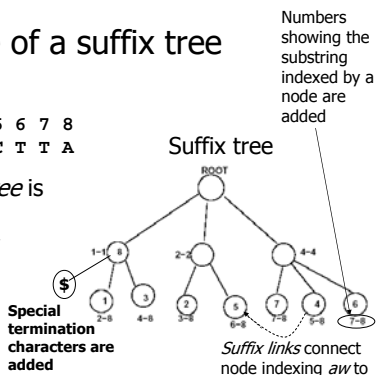 Numbers
showing the
substring
indexed by a
node are
added
of a suffix tree
6 7 8
T T A
ee is
Suffix tree
ROOT
1-1 8
2-2
4-4
$
1
3
2
5
7
4
6
2-8
4-8
3-8
6-8
7-8
5-8
7-8
Special
termination
characters are
added
Suffix links connect
node indexing aw to